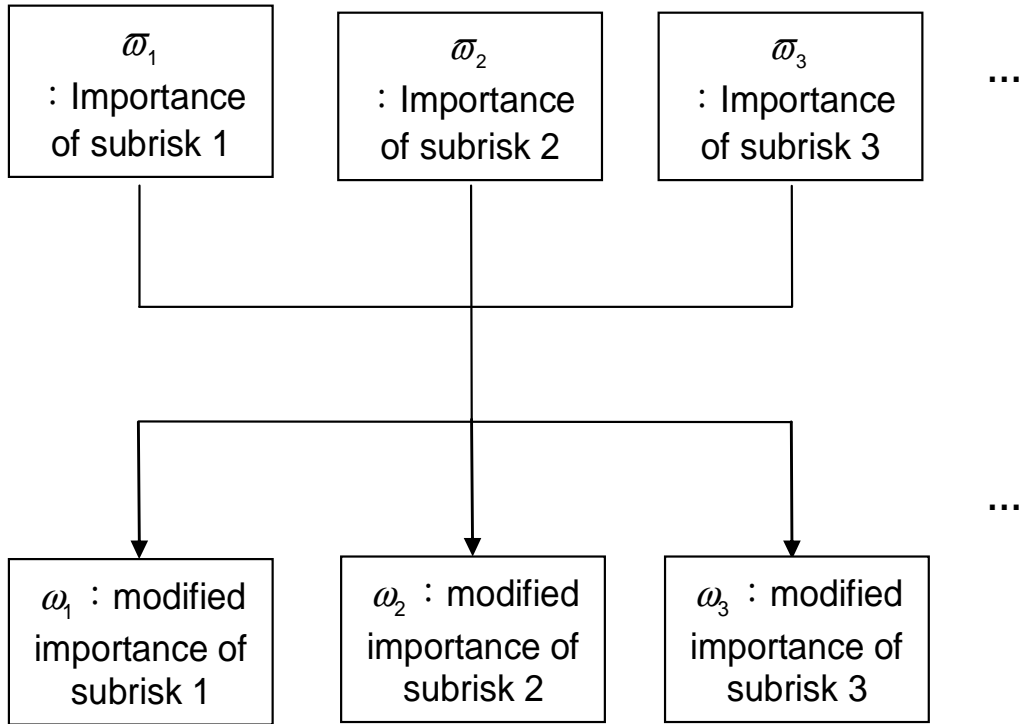 ϖ₁
：Importance
of subrisk 1
ϖ₂
：Importance
of subrisk 2
ϖ₃
：Importance
of subrisk 3
...
...
ω₁：modified
importance of
subrisk 1
ω₂：modified
importance of
subrisk 2
ω₃：modified
importance of
subrisk 3